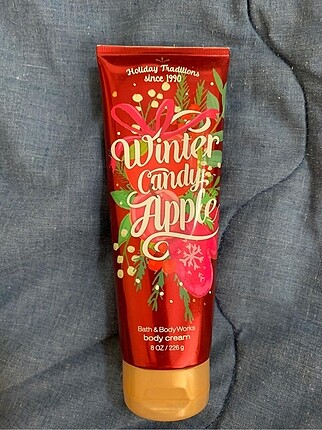 Holiday Traditions
since 1990
Winter
Candy
Apple
Bath & Body Works
body cream
8 OZ / 226 g